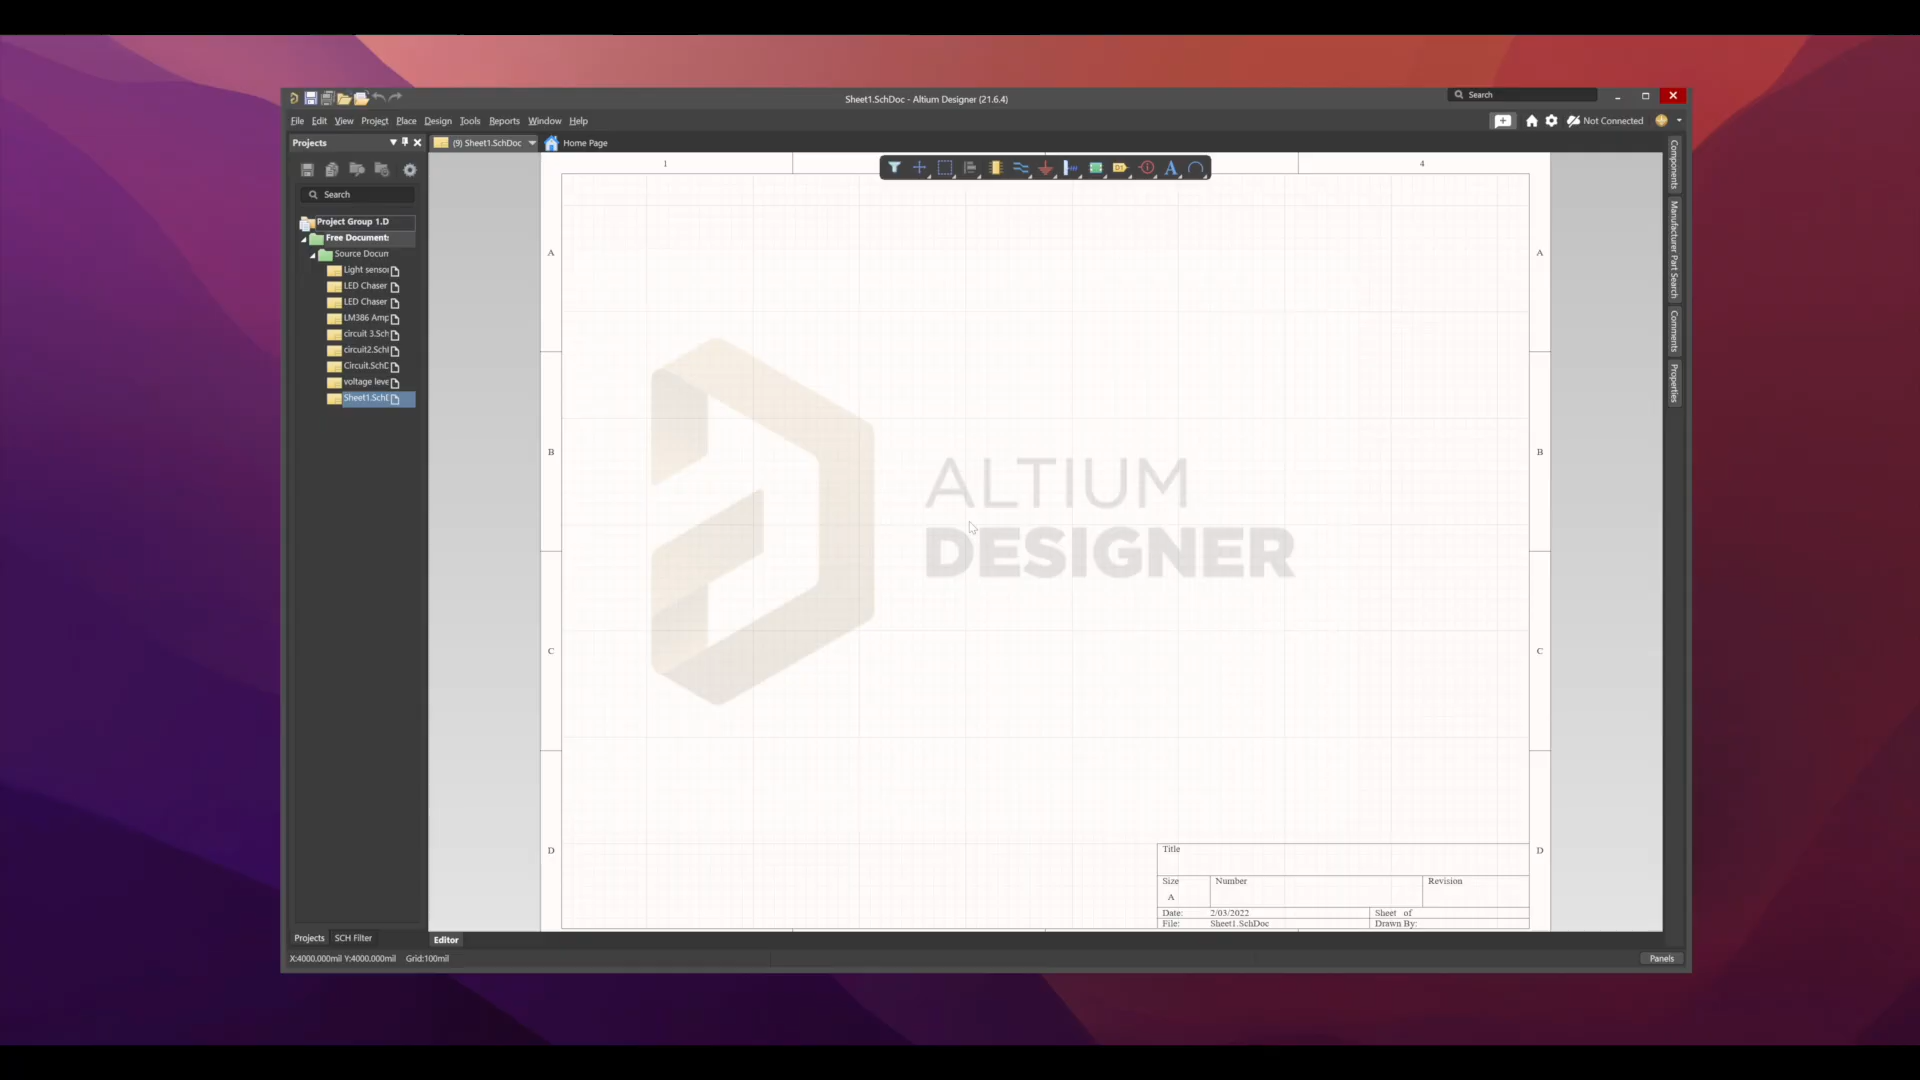 Sheet1.SchDoc - Altium Designer (21.6.4)
Search
File Edit View Project Place Design Tools Reports Window Help
Not Connected
Projects
(9) Sheet1.SchDoc
Home Page
Search
Project Group 1.D
Free Documents
Source Docum
Light sensor
LED Chaser
LED Chaser
LM386 Amp
circuit 3.Sch
circuit2.Schl
Circuit.SchD
voltage leve
Sheet1.SchD
1
4
A
A
B
B
C
C
D
D
ALTIUM
DESIGNER
Title
Size
Number
Revision
A
Date: 2/03/2022
Sheet of
File: Sheet1.SchDoc
Drawn By:
Components
Manufacturer Part Search
Comments
Properties
Projects
SCH Filter
Editor
X:4000.000mil Y:4000.000mil Grid:100mil
Panels